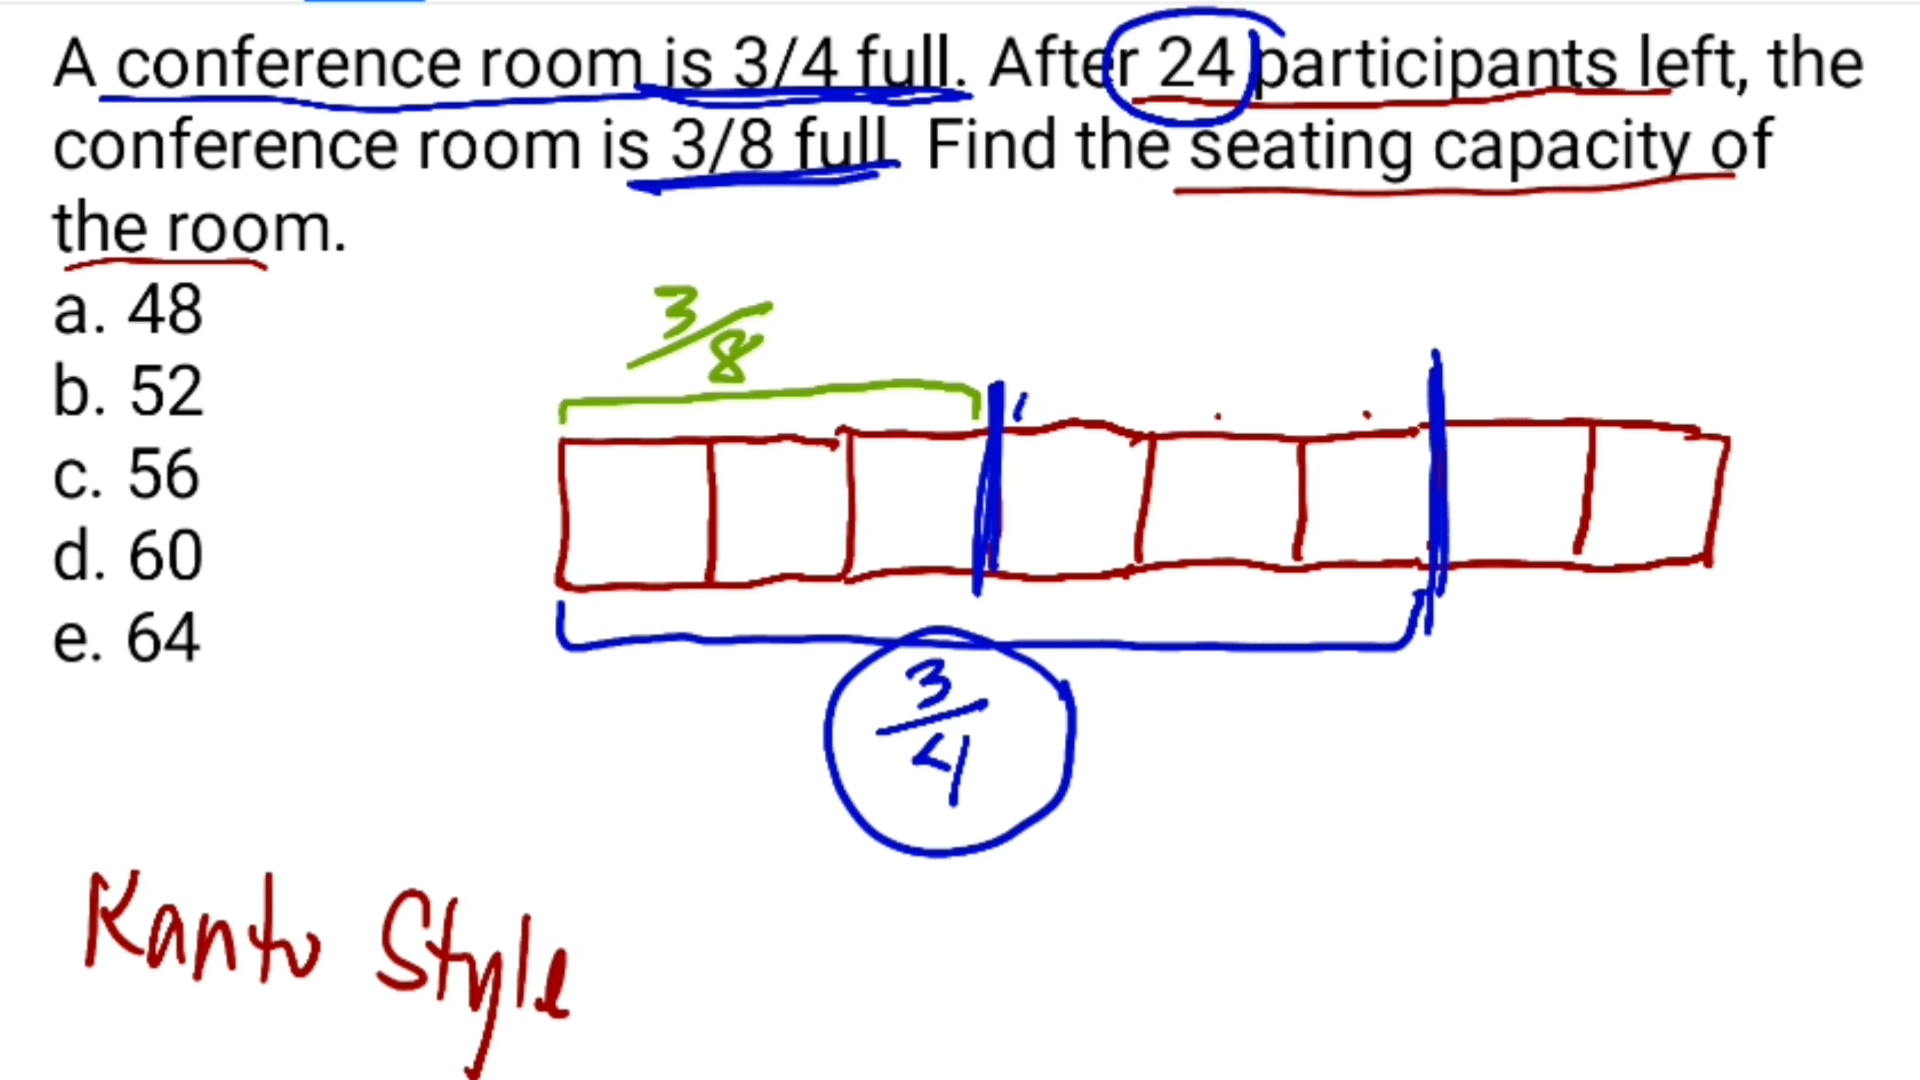 A conference room is 3/4 full. After 24 participants left, the
conference room is 3/8 full. Find the seating capacity of
the room.
a. 48
b. 52
c. 56
d. 60
e. 64
3/8
3/4
Kanto Style